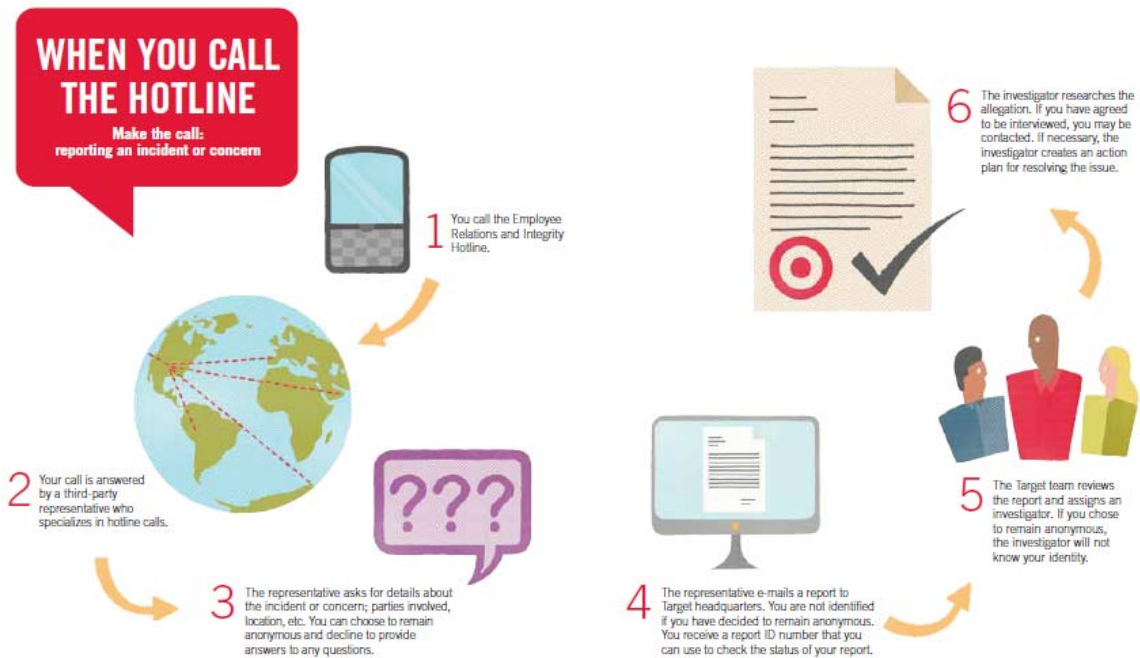 WHEN YOU CALL
THE HOTLINE
Make the call:
reporting an incident or concern
1
You call the Employee
Relations and Integrity
Hotline.
2
Your call is answered
by a third-party
representative who
specializes in hotline calls.
???
3
The representative asks for details about
the incident or concern; parties involved,
location, etc. You can choose to remain
anonymous and decline to provide
answers to any questions.
4
The representative e-mails a report to
Target headquarters. You are not identified
if you have decided to remain anonymous.
You receive a report ID number that you
can use to check the status of your report.
5
The Target team reviews
the report and assigns an
investigator. If you chose
to remain anonymous,
the investigator will not
know your identity.
6
The investigator researches the
allegation. If you have agreed
to be interviewed, you may be
contacted. If necessary, the
investigator creates an action
plan for resolving the issue.